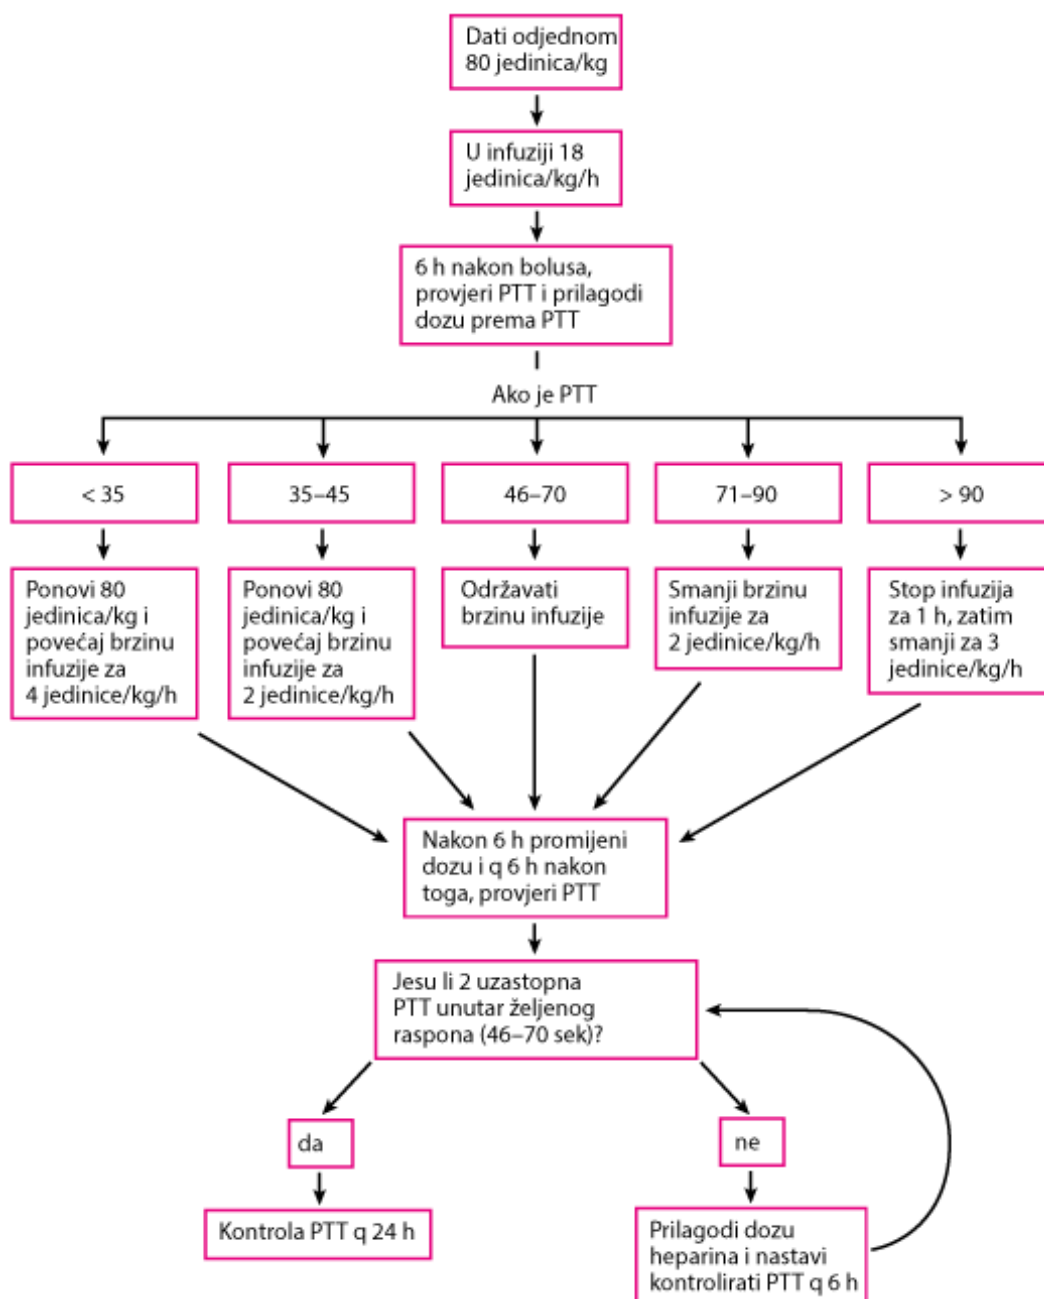 Dati odjednom
80 jedinica/kg
U infuziji 18
jedinica/kg/h
6 h nakon bolusa,
provjeri PTT i prilagodi
dozu prema PTT
Ako je PTT
< 35
35–45
46–70
71–90
> 90
Ponovi 80
jedinica/kg i
povećaj brzinu
infuzije za
4 jedinice/kg/h
Ponovi 80
jedinica/kg i
povećaj brzinu
infuzije za
2 jedinice/kg/h
Održavati
brzinu infuzije
Smanji brzinu
infuzije za
2 jedinice/kg/h
Stop infuzija
za 1 h, zatim
smanji za 3
jedinice/kg/h
Nakon 6 h promijeni
dozu i q 6 h nakon
toga, provjeri PTT
Jesu li 2 uzastopna
PTT unutar željenog
raspona (46–70 sek)?
da
ne
Kontrola PTT q 24 h
Prilagodi dozu
heparina i nastavi
kontrolirati PTT q 6 h